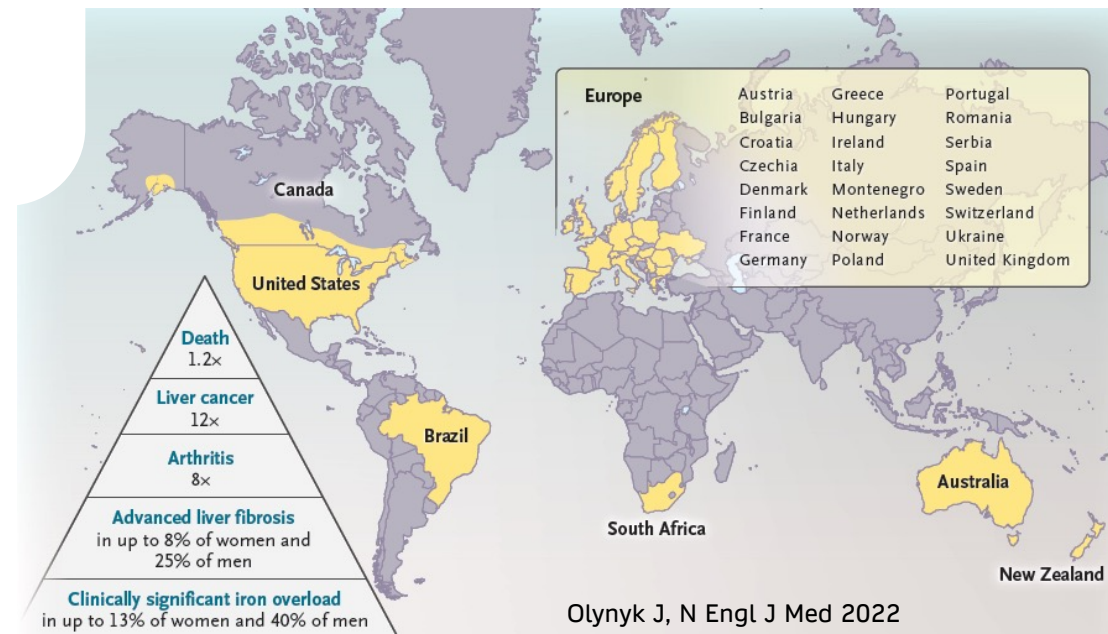 Canada
United States
Brazil
Europe
Austria
Bulgaria
Croatia
Czechia
Denmark
Finland
France
Germany
Greece
Hungary
Ireland
Italy
Montenegro
Netherlands
Norway
Poland
Portugal
Romania
Serbia
Spain
Sweden
Switzerland
Ukraine
United Kingdom
South Africa
Australia
New Zealand
Death
1.2×
Liver cancer
12×
Arthritis
8×
Advanced liver fibrosis
in up to 8% of women and
25% of men
Clinically significant iron overload
in up to 13% of women and 40% of men
Olynyk J, N Engl J Med 2022